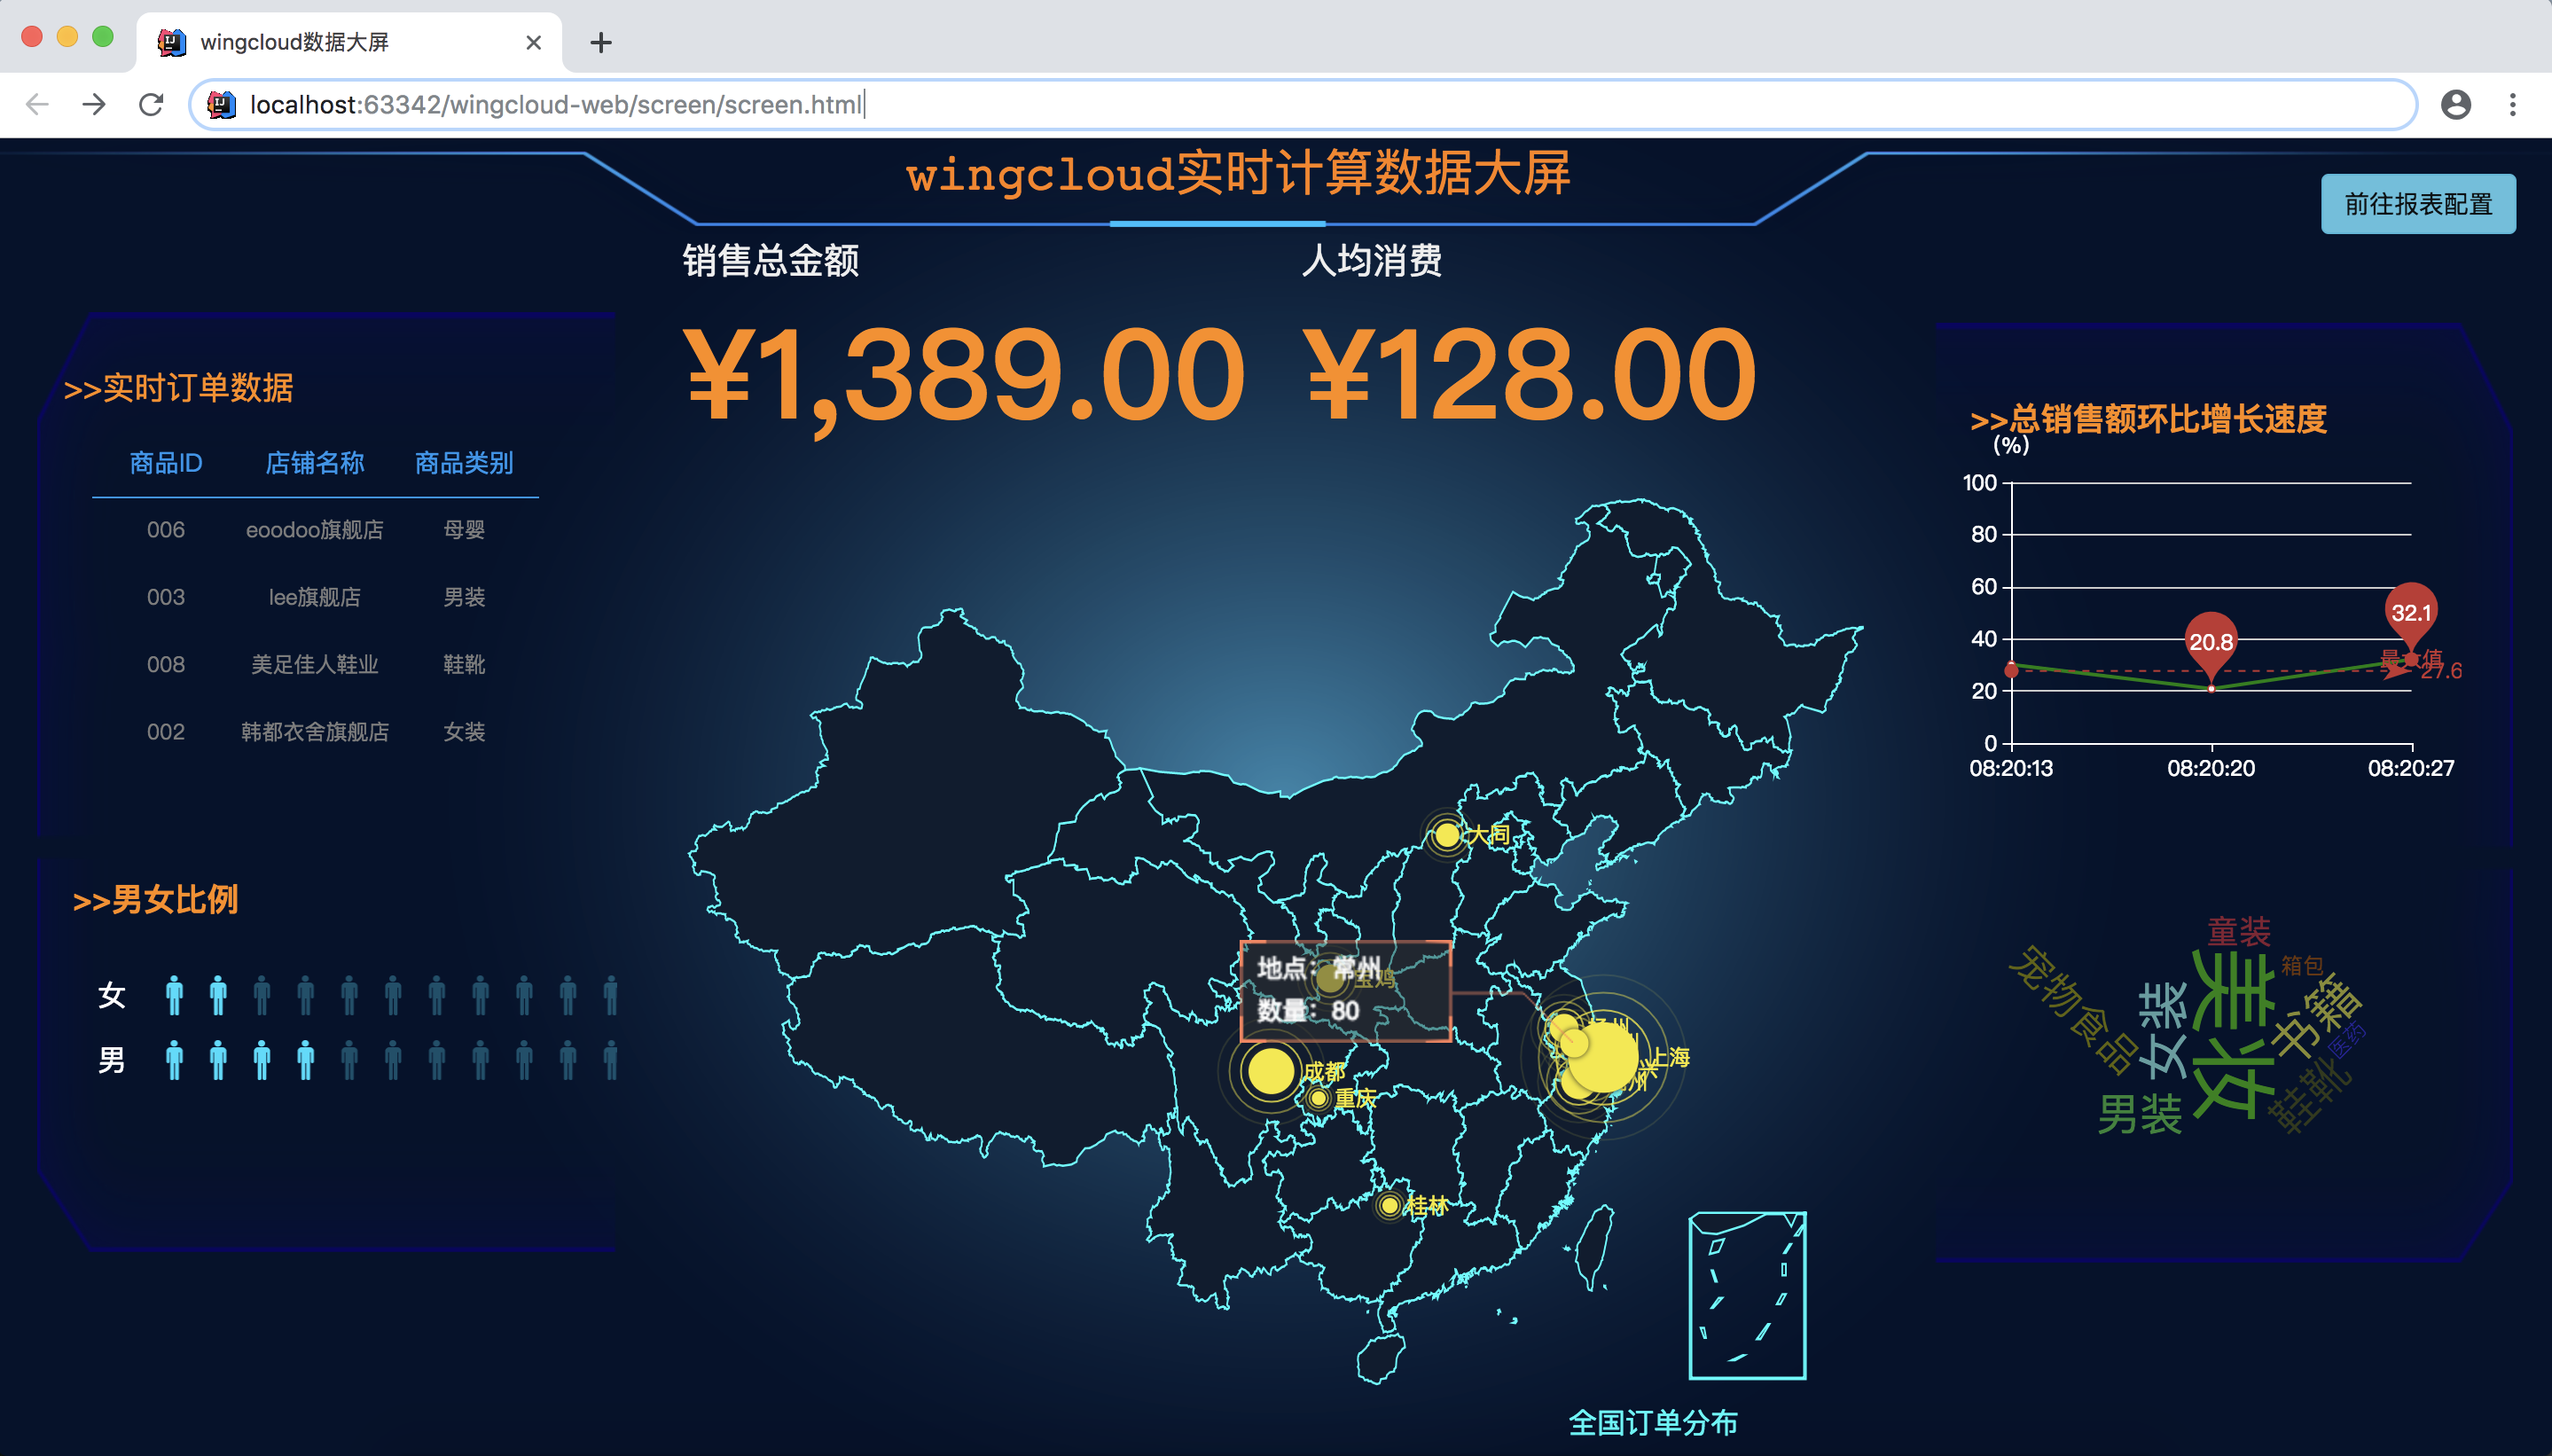 wingcloud数据大屏
localhost:63342/wingcloud-web/screen/screen.html
wingcloud实时计算数据大屏
前往报表配置
销售总金额
¥1,389.00
人均消费
¥128.00
>>实时订单数据
商品ID 店铺名称 商品类别
006 eoodoo旗舰店 母婴
003 lee旗舰店 男装
008 美足佳人鞋业 鞋靴
002 韩都衣舍旗舰店 女装
>>男女比例
女
男
大同
宝鸡
地点：常州
数量：80
成都
重庆
上海
桂林
全国订单分布
>>总销售额环比增长速度
(%)
100
80
60
40
20
0
20.8
32.1
27.6
08:20:13 08:20:20 08:20:27
童装
箱包
宠物食品
女装
美妆
书籍
医药
鞋靴
男装